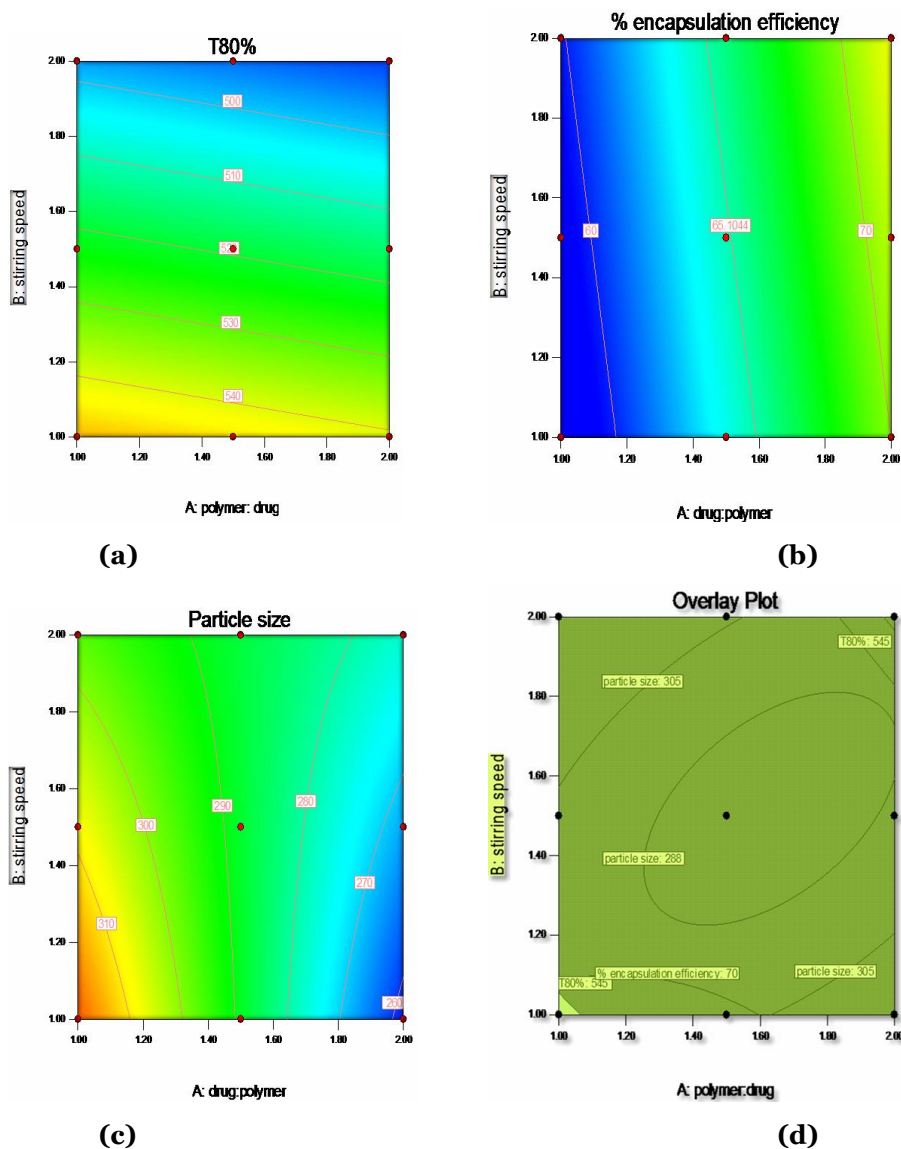 T80%
2.00
1.80
1.60
1.40
1.20
1.00
B: stirring speed
500
510
530
540
1.00 1.20 1.40 1.60 1.80 2.00
A: polymer: drug
(a)
% encapsulation efficiency
2.00
1.80
1.60
1.40
1.20
1.00
B: stirring speed
60 65.1044 70
1.00 1.20 1.40 1.60 1.80 2.00
A: drug:polymer
(b)
Particle size
2.00
1.80
1.60
1.40
1.20
1.00
B: stirring speed
290 280
300
270
310
260
1.00 1.20 1.40 1.60 1.80 2.00
A: drug:polymer
(c)
Overlay Plot
2.00
1.80
1.60
1.40
1.20
1.00
B: stirring speed
T80%: 545
particle size: 305
particle size: 288
% encapsulation efficiency: 70
particle size: 305
T80%: 545
1.00 1.20 1.40 1.60 1.80 2.00
A: polymer:drug
(d)